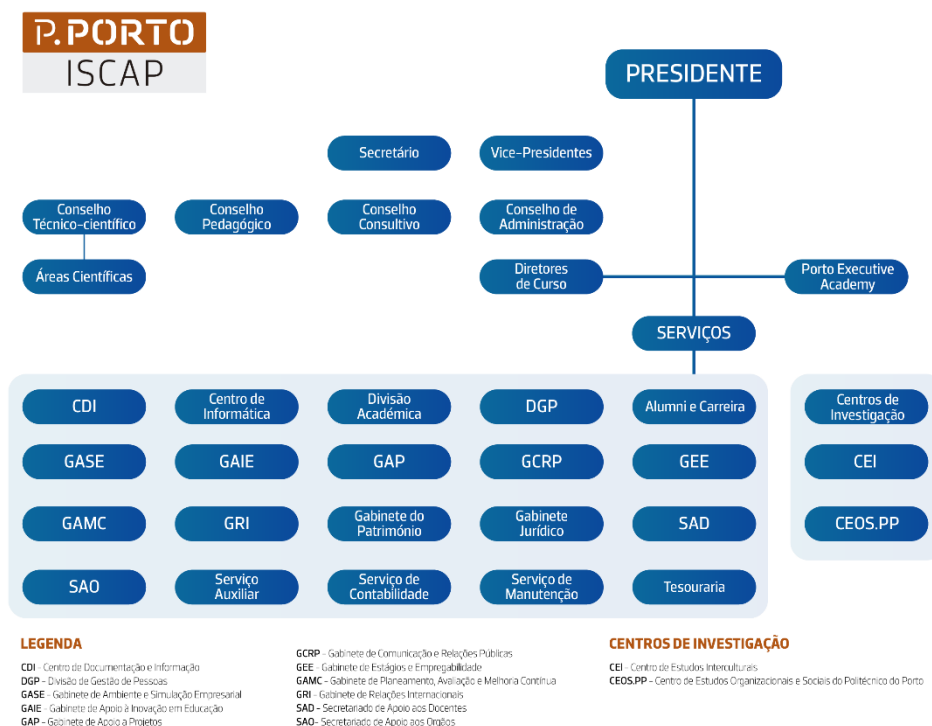 P.PORTO
ISCAP
PRESIDENTE
Secretário
Vice-Presidentes
Conselho
Técnico-científico
Conselho
Pedagógico
Conselho
Consultivo
Conselho de
Administração
Áreas Científicas
Diretores
de Curso
Porto Executive
Academy
SERVIÇOS
CDI
Centro de
Informática
Divisão
Académica
DGP
Alumni e Carreira
Centros de
Investigação
GASE
GAIE
GAP
GCRP
GEE
CEI
GAMC
GRI
Gabinete do
Património
Gabinete
Jurídico
SAD
CEOS.PP
SAO
Serviço
Auxiliar
Serviço de
Contabilidade
Serviço de
Manutenção
Tesouraria
LEGENDA
CDI - Centro de Documentação e Informação
DGP - Divisão de Gestão de Pessoas
GASE - Gabinete de Ambiente e Simulação Empresarial
GAIE - Gabinete de Apoio à Inovação em Educação
GAP - Gabinete de Apoio a Projetos
GCRP - Gabinete de Comunicação e Relações Públicas
GEE - Gabinete de Estágios e Empregabilidade
GAMC - Gabinete de Planeamento, Avaliação e Melhoria Contínua
GRI - Gabinete de Relações Internacionais
SAD - Secretariado de Apoio aos Docentes
SAO- Secretariado de Apoio aos Orgãos
CENTROS DE INVESTIGAÇÃO
CEI - Centro de Estudos Interculturais
CEOS.PP - Centro de Estudos Organizacionais e Sociais do Politécnico do Porto